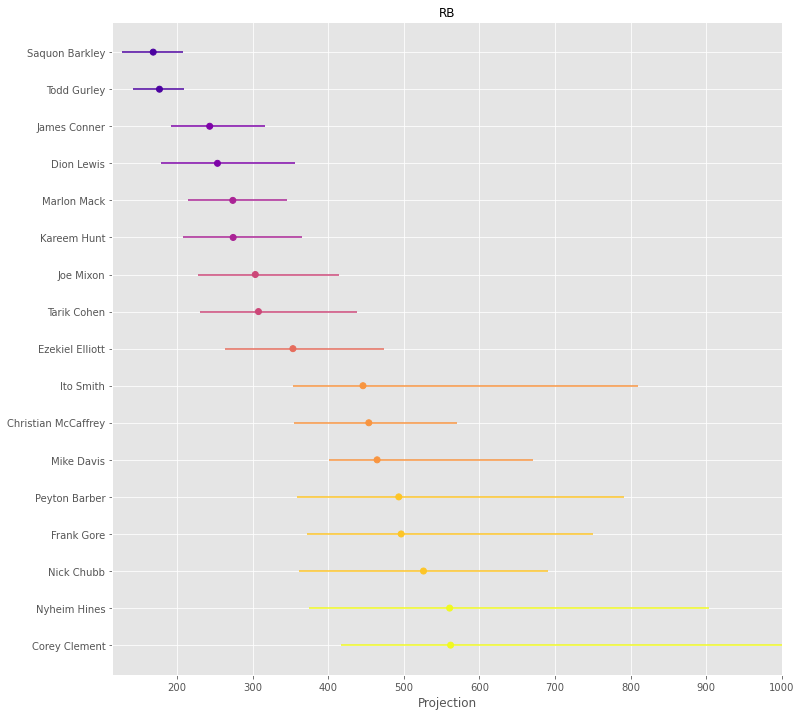 RB
Saquon Barkley
Todd Gurley
James Conner
Dion Lewis
Marlon Mack
Kareem Hunt
Joe Mixon
Tarik Cohen
Ezekiel Elliott
Ito Smith
Christian McCaffrey
Mike Davis
Peyton Barber
Frank Gore
Nick Chubb
Nyheim Hines
Corey Clement
200 300 400 500 600 700 800 900 1000
Projection